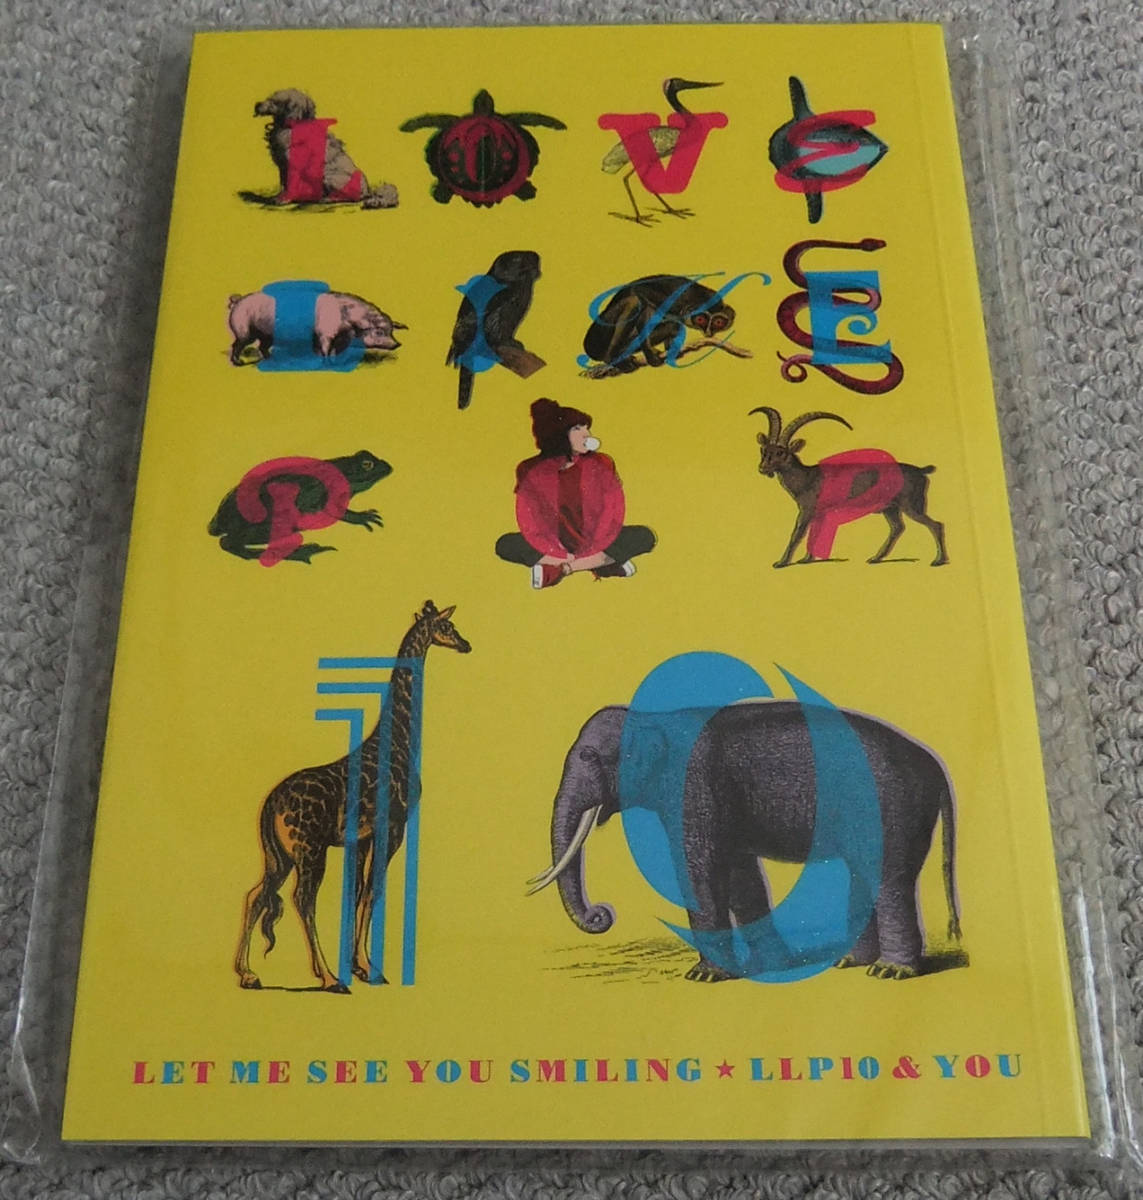 LOVE
LIKE
POP
10
LET ME SEE YOU SMILING ★ LLP10 & YOU